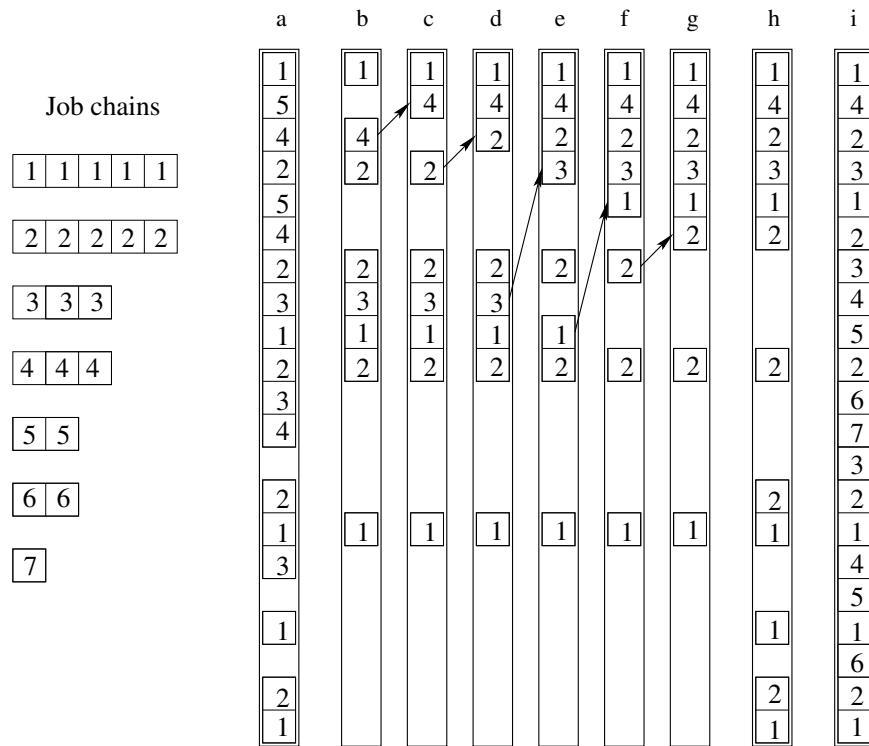 a b c d e f g h i
1 1 1 1 1 1 1 1 1
Job chains 5 4 4 4 4 4 4 4
4 4 2 2 2 2 2 2
1 1 1 1 1 2 2 2 3 3 3 3 3
5 1 1 1 1
2 2 2 2 2 4 2 2 2
2 2 2 2 2 2 3
3 3 3 3 3 3 3 4
1 1 1 1 1 5
4 4 4 2 2 2 2 2 2 2 2 2
3 6
5 5 4 7
3
6 6 2 2 2
1 1 1 1 1 1 1 1 1
7 3 4
5
1 1 1
6
2 2 2
1 1 1